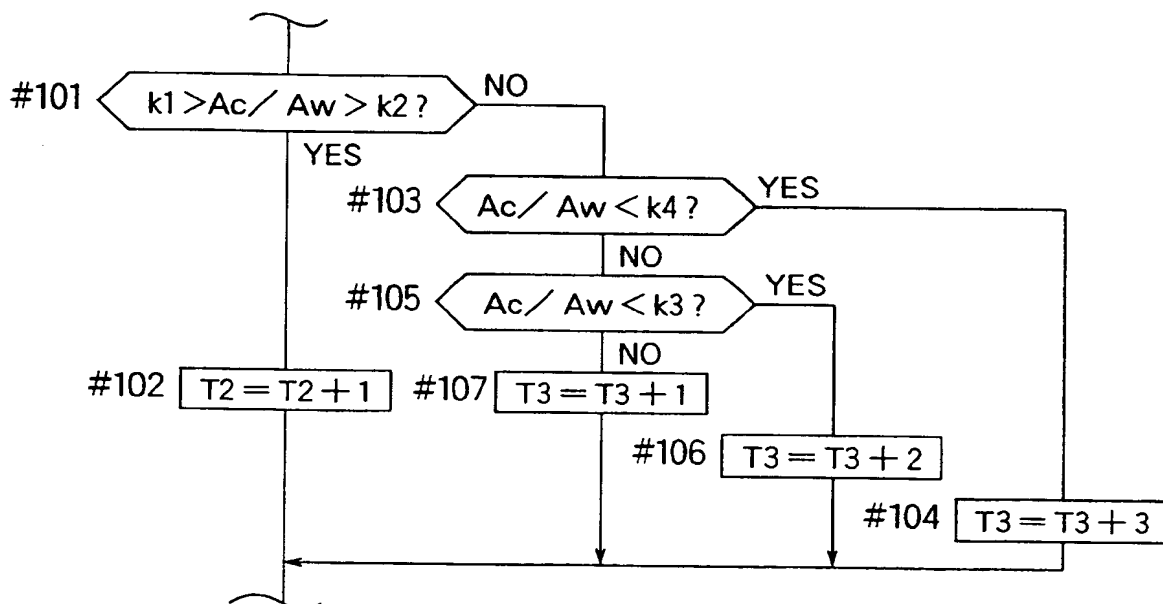 #101 k1>Ac/Aw>k2? NO
YES
#103 Ac/Aw<k4? YES
NO
#105 Ac/Aw<k3? YES
NO
#102 T2=T2+1 #107 T3=T3+1
#106 T3=T3+2
#104 T3=T3+3